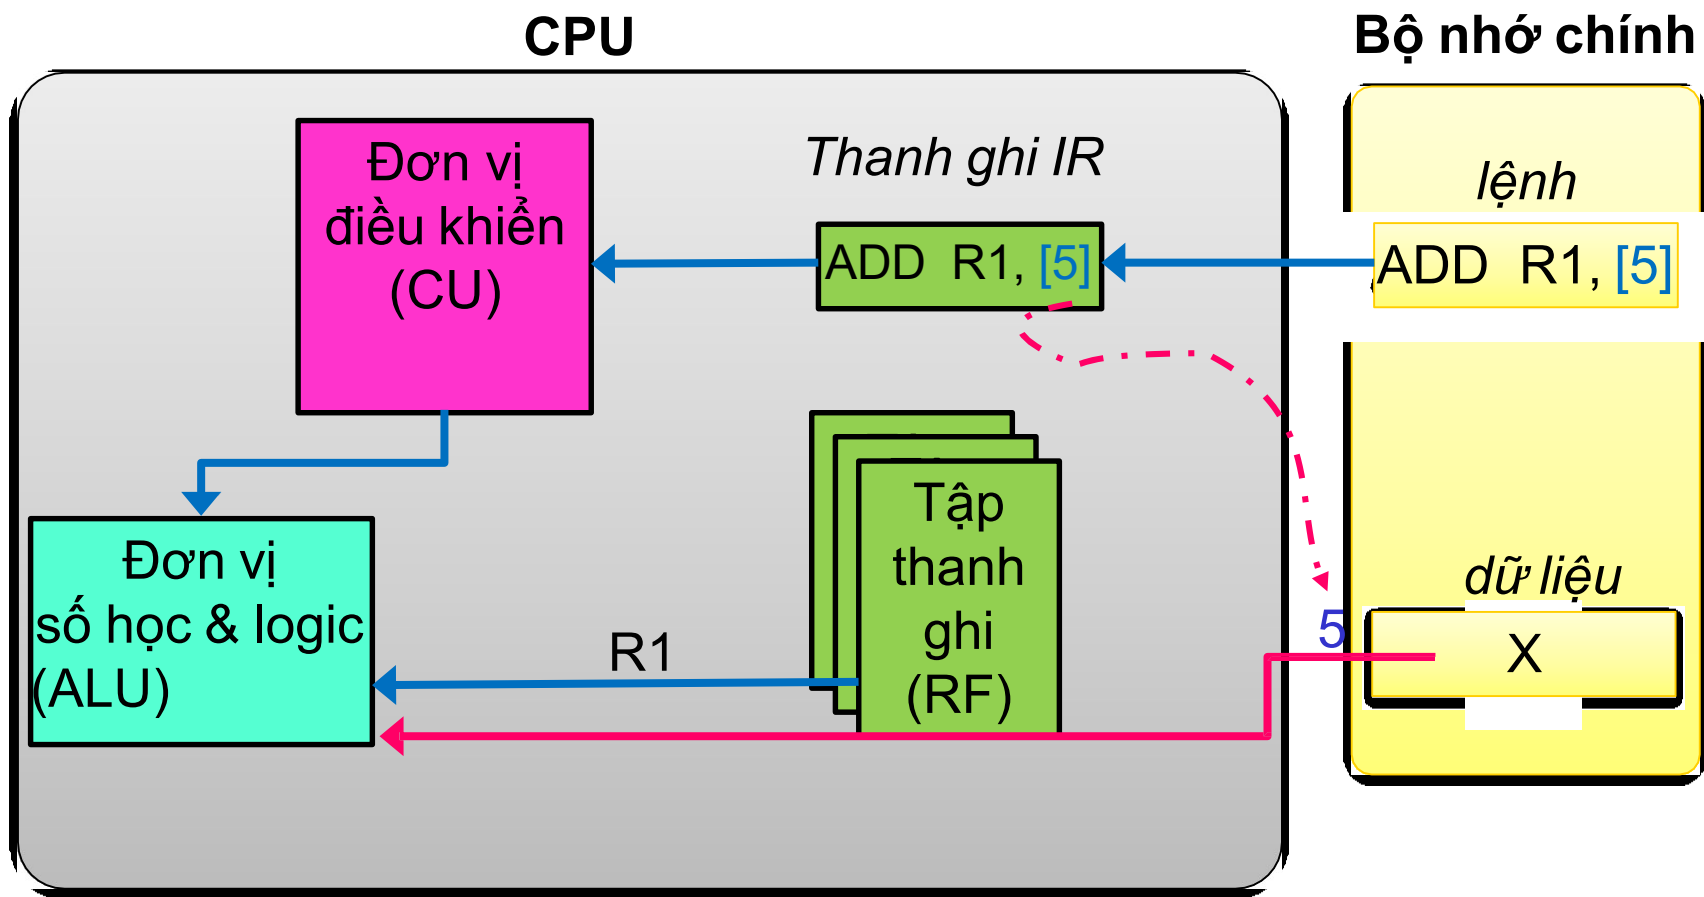 CPU
Bộ nhớ chính
Đơn vị
điều khiển
(CU)
Thanh ghi IR
ADD R1, [5]
lệnh
ADD R1, [5]
Tập
thanh
ghi
(RF)
Đơn vị
số học & logic
(ALU)
R1
dữ liệu
5
X